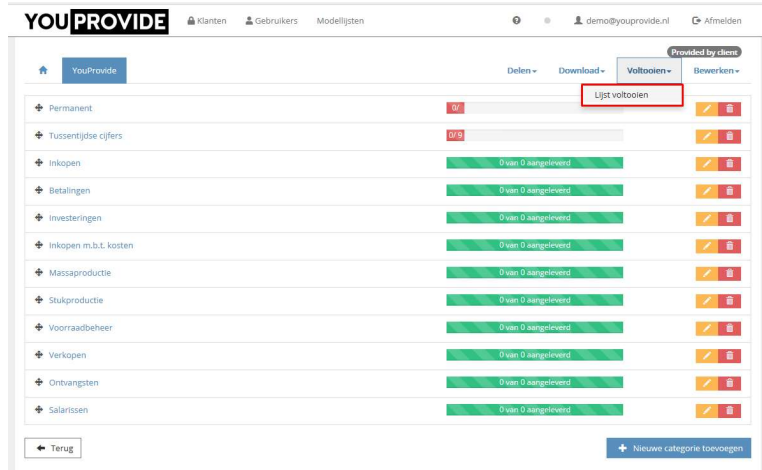 YOUPROVIDE Klanten Gebruikers Modellijsten demo@youprovide.nl Afmelden
Provided by client
YouProvide Delen Download Voltooien Bewerken
Lijst voltooien
Permanent 0/
Tussentijdse cijfers 0/9
Inkopen 0 van 0 aangeleverd
Betalingen 0 van 0 aangeleverd
Investeringen 0 van 0 aangeleverd
Inkopen m.b.t. kosten 0 van 0 aangeleverd
Massaproductie 0 van 0 aangeleverd
Stukproductie 0 van 0 aangeleverd
Voorraadbeheer 0 van 0 aangeleverd
Verkopen 0 van 0 aangeleverd
Ontvangsten 0 van 0 aangeleverd
Salarissen 0 van 0 aangeleverd
Terug Nieuwe categorie toevoegen